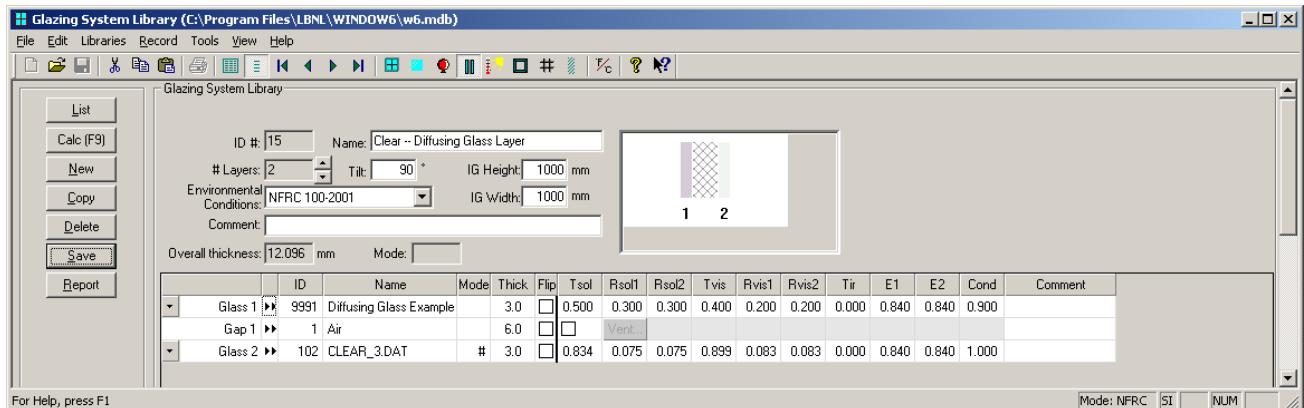 Glazing System Library (C:\Program Files\LBNL\WINDOW6\w6.mdb)
File Edit Libraries Record Tools View Help
F/C
Glazing System Library
List
Calc (F9)
New
Copy
Delete
Save
Report
ID #: 15 Name: Clear -- Diffusing Glass Layer
# Layers: 2 Tilt: 90 ° IG Height: 1000 mm
Environmental Conditions: NFRC 100-2001 IG Width: 1000 mm
Comment:
Overall thickness: 12.096 mm Mode:
1 2
ID Name Mode Thick Flip Tsol Rsol1 Rsol2 Tvis Rvis1 Rvis2 Tir E1 E2 Cond Comment
Glass 1 9991 Diffusing Glass Example 3.0 0.500 0.300 0.300 0.400 0.200 0.200 0.000 0.840 0.840 0.900
Gap 1 1 Air 6.0 Vent...
Glass 2 102 CLEAR_3.DAT # 3.0 0.834 0.075 0.075 0.899 0.083 0.083 0.000 0.840 0.840 1.000
For Help, press F1 Mode: NFRC SI NUM